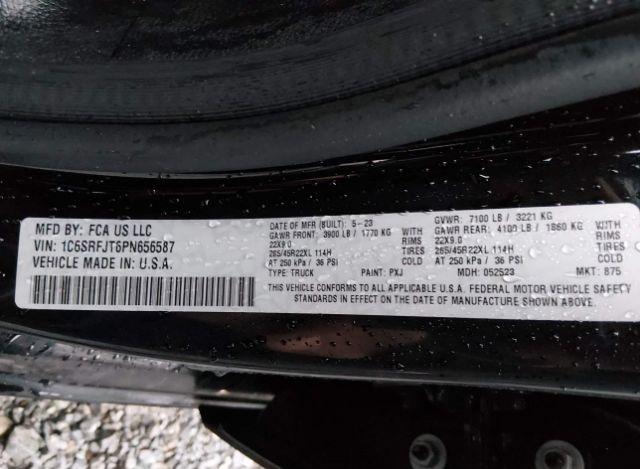 MFD BY: FCA US LLC
VIN: 1C6SRFJT6PN656587
VEHICLE MADE IN: U.S.A.
DATE OF MFR (BUILT): 5-23
GAWR FRONT: 3900 LB / 1770 KG WITH
22X9.0 TIRES
265/45R22XL 114H RIMS
AT 250 kPa / 36 PSI COLD
TYPE: TRUCK PAINT: PXJ
GVWR: 7100 LB / 3221 KG
GAWR REAR: 4100 LB / 1860 KG WITH
22X9.0 TIRES
265/45R22XL 114H RIMS
AT 250 kPa / 36 PSI COLD
MDH: 052523 MKT: 875
THIS VEHICLE CONFORMS TO ALL APPLICABLE U.S.A. FEDERAL MOTOR VEHICLE SAFETY
STANDARDS IN EFFECT ON THE DATE OF MANUFACTURE SHOWN ABOVE.